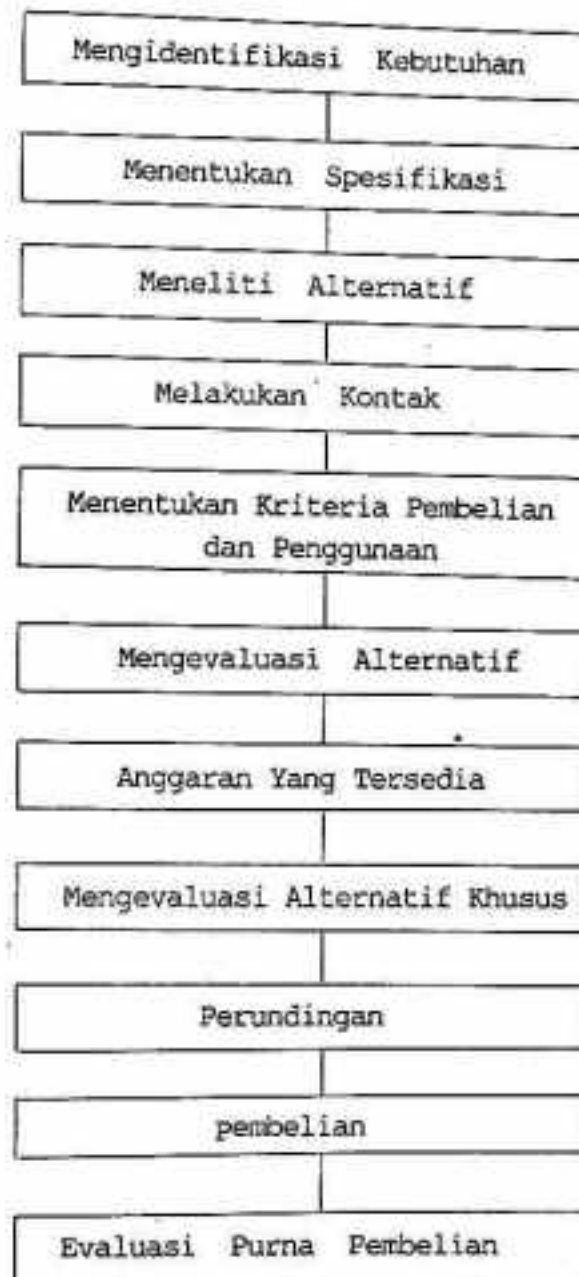 Mengidentifikasi Kebutuhan
Menentukan Spesifikasi
Meneliti Alternatif
Melakukan Kontak
Menentukan Kriteria Pembelian
dan Penggunaan
Mengevaluasi Alternatif
Anggaran Yang Tersedia
Mengevaluasi Alternatif Khusus
Perundingan
pembelian
Evaluasi Purna Pembelian